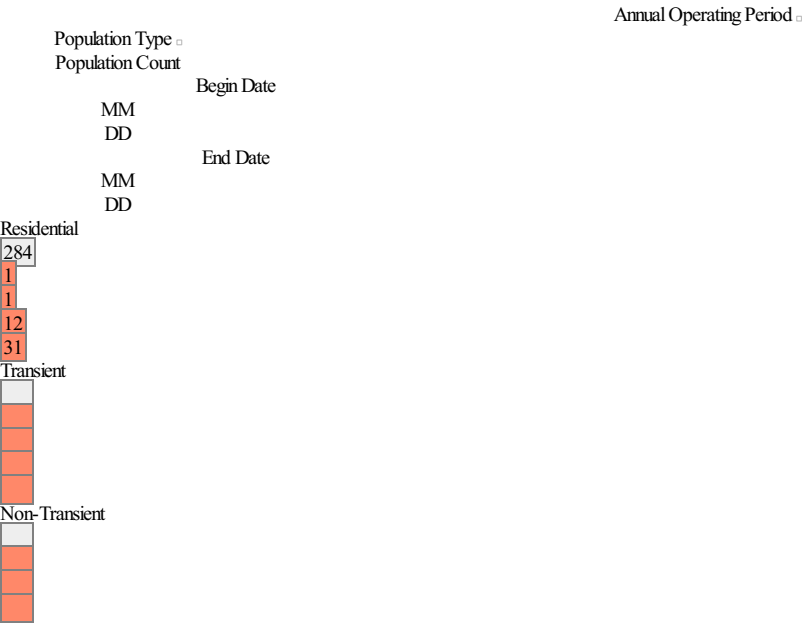 Annual Operating Period
Population Type
Population Count
Begin Date
MM
DD
End Date
MM
DD
Residential
284
1
1
12
31
Transient
Non-Transient